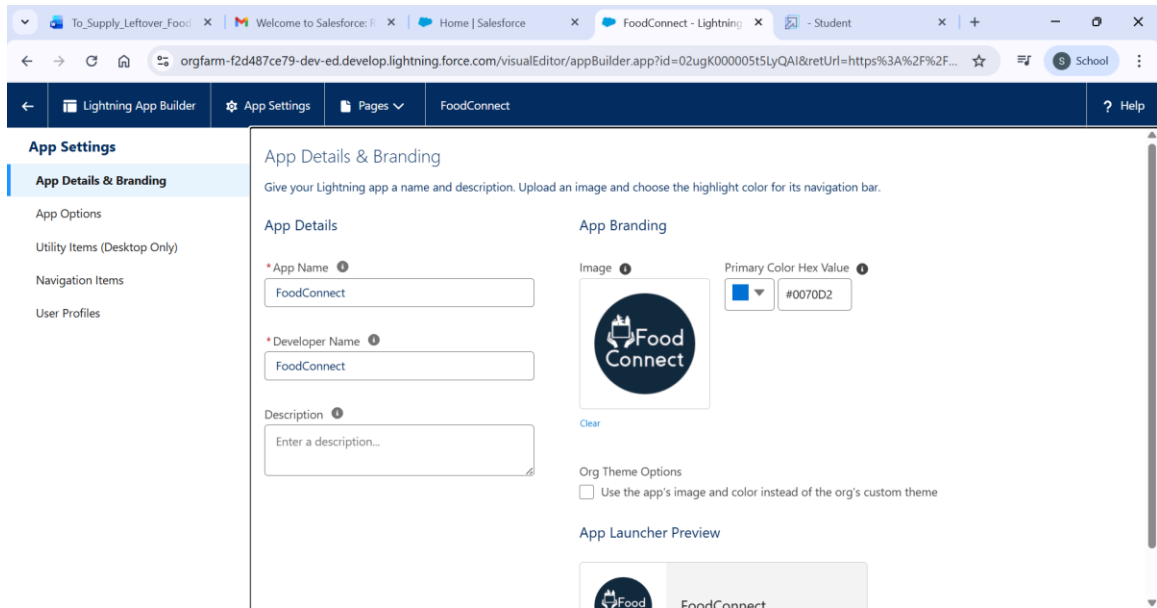 To_Supply_Leftover_Food
Welcome to Salesforce: R
Home | Salesforce
FoodConnect - Lightning
- Student
orgfarm-f2d487ce79-dev-ed.develop.lightning.force.com/visualEditor/appBuilder.app?id=02ugK000005t5LyQAI&retUrl=https%3A%2F%2F...
S School
Lightning App Builder
App Settings
Pages
FoodConnect
? Help
App Settings
App Details & Branding
App Options
Utility Items (Desktop Only)
Navigation Items
User Profiles
App Details & Branding
Give your Lightning app a name and description. Upload an image and choose the highlight color for its navigation bar.
App Details
*App Name
FoodConnect
*Developer Name
FoodConnect
Description
Enter a description...
App Branding
Image
Food
Connect
Clear
Primary Color Hex Value
#0070D2
Org Theme Options
Use the app's image and color instead of the org's custom theme
App Launcher Preview
Food
FoodConnect